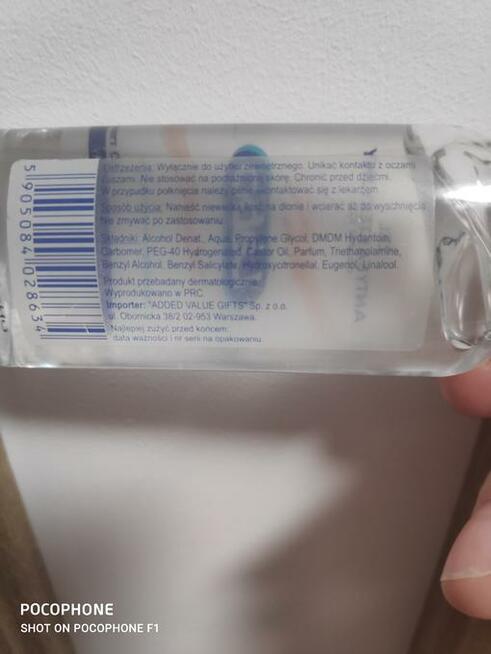 5905084028634
Ostrzeżenia: Wyłącznie do użytku zewnętrznego. Unikać kontaktu z oczami
i uszami. Nie stosować na podrażnioną skórę. Chronić przed dziećmi.
W przypadku połknięcia należy pilnie skontaktować się z lekarzem.
Sposób użycia: Nanieść niewielką ilość na dłonie i wcierać aż do wyschnięcia
Nie zmywać po zastosowaniu.
Składniki: Alcohol Denat., Aqua, Propylene Glycol, DMDM Hydantoin,
Carbomer, PEG-40 Hydrogenated, Castor Oil, Parfum, Triethanolamine,
Benzyl Alcohol, Benzyl Salicylate, Hydroxycitronellal, Eugenol, Linalool.
Produkt przebadany dermatologicznie.
Wyprodukowano w PRC.
Importer: "ADDED VALUE GIFTS" Sp. z o.o.
ul. Obornicka 38/2 02-953 Warszawa.
Najlepiej zużyć przed końcem:
data ważności i nr serii na opakowaniu
POCOPHONE
SHOT ON POCOPHONE F1